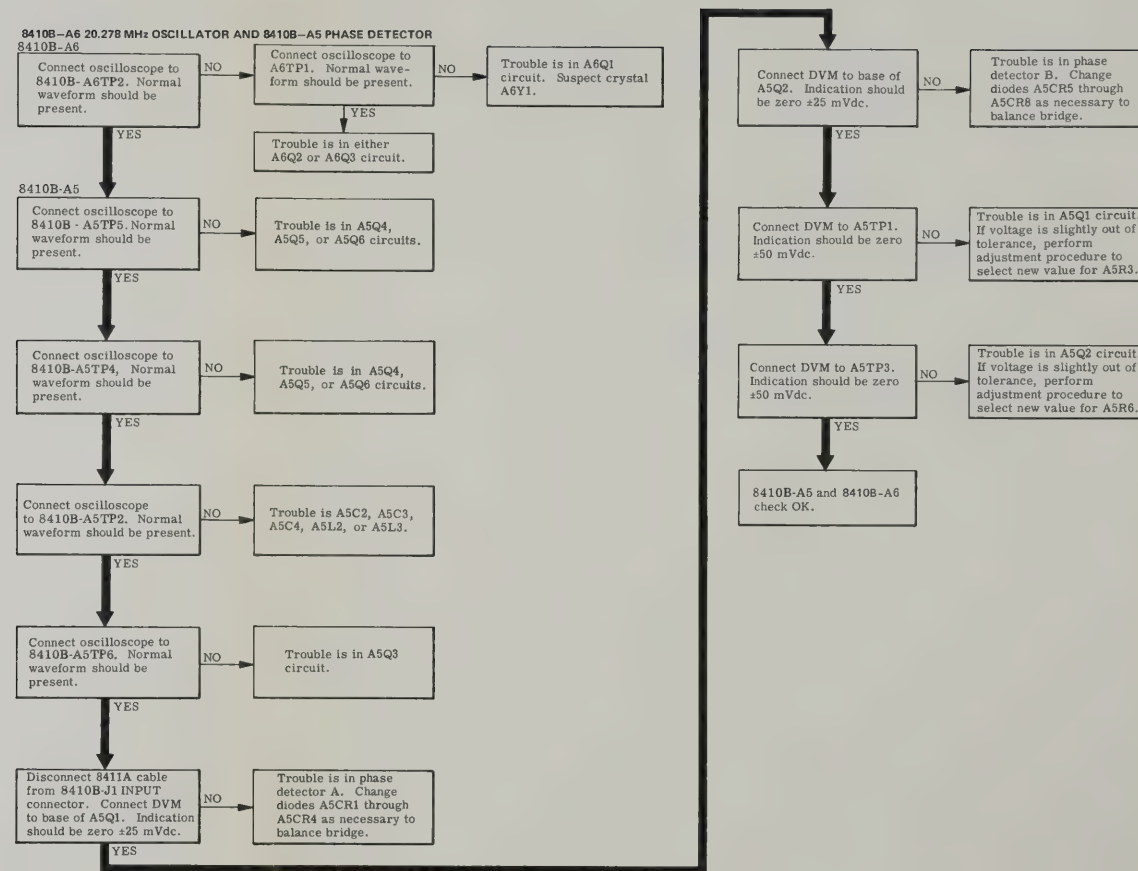 8410B-A6 20.278 MHz OSCILLATOR AND 8410B-A5 PHASE DETECTOR
8410B-A6
Connect oscilloscope to
8410B-A6TP2. Normal
waveform should be
present.
NO
Connect oscilloscope to
A6TP1. Normal wave-
form should be present.
NO
Trouble is in A6Q1
circuit. Suspect crystal
A6Y1.
YES
YES
Trouble is in either
A6Q2 or A6Q3 circuit.
8410B-A5
Connect oscilloscope to
8410B - A5TP5. Normal
waveform should be
present.
NO
Trouble is in A5Q4,
A5Q5, or A5Q6 circuits.
YES
Connect oscilloscope to
8410B-A5TP4, Normal
waveform should be
present.
NO
Trouble is in A5Q4,
A5Q5, or A5Q6 circuits.
YES
Connect oscilloscope
to 8410B-A5TP2. Normal
waveform should be present.
NO
Trouble is A5C2, A5C3,
A5C4, A5L2, or A5L3.
YES
Connect oscilloscope to
8410B-A5TP6. Normal
waveform should be
present.
NO
Trouble is in A5Q3
circuit.
YES
Disconnect 8411A cable
from 8410B-J1 INPUT
connector. Connect DVM
to base of A5Q1. Indication
should be zero ±25 mVdc.
NO
Trouble is in phase
detector A. Change
diodes A5CR1 through
A5CR4 as necessary to
balance bridge.
YES
Connect DVM to base of
A5Q2. Indication should
be zero ±25 mVdc.
NO
Trouble is in phase
detector B. Change
diodes A5CR5 through
A5CR8 as necessary to
balance bridge.
YES
Connect DVM to A5TP1.
Indication should be zero
±50 mVdc.
NO
Trouble is in A5Q1 circuit.
If voltage is slightly out of
tolerance, perform
adjustment procedure to
select new value for A5R3.
YES
Connect DVM to A5TP3.
Indication should be zero
±50 mVdc.
NO
Trouble is in A5Q2 circuit
If voltage is slightly out of
tolerance, perform
adjustment procedure to
select new value for A5R6.
YES
8410B-A5 and 8410B-A6
check OK.